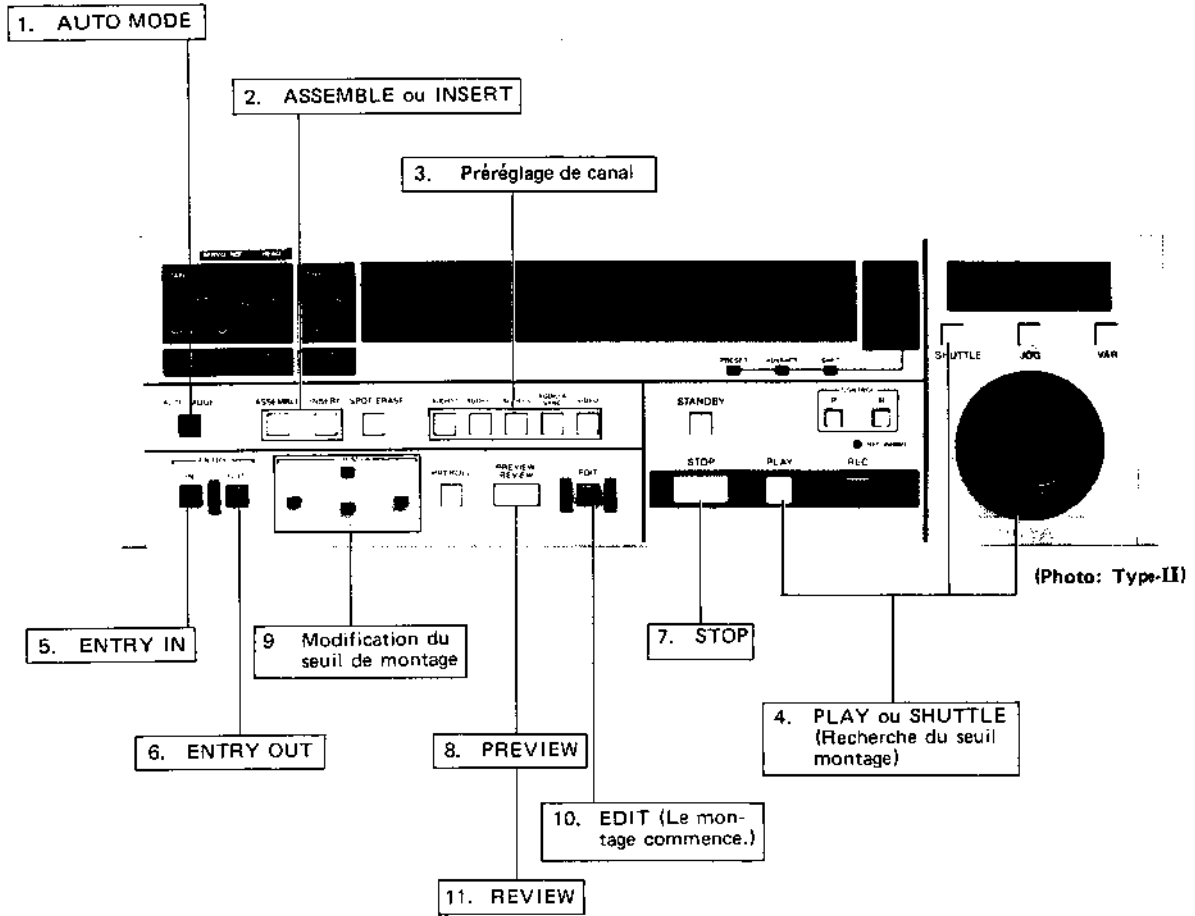 1. AUTO MODE
2. ASSEMBLE ou INSERT
3. Préréglage de canal
PRESET
SHUTTLE
JOG
VAR
ASSEMBLE
INSERT
SPOT ERASE
STANDBY
CONTROL
ENTRY
IN
OUT
PREVIEW
REVIEW
EDIT
STOP
PLAY
REC
(Photo: Type-II)
5. ENTRY IN
9 Modification du
seuil de montage
7. STOP
6. ENTRY OUT
8. PREVIEW
4. PLAY ou SHUTTLE
(Recherche du seuil
montage)
10. EDIT (Le mon-
tage commence.)
11. REVIEW